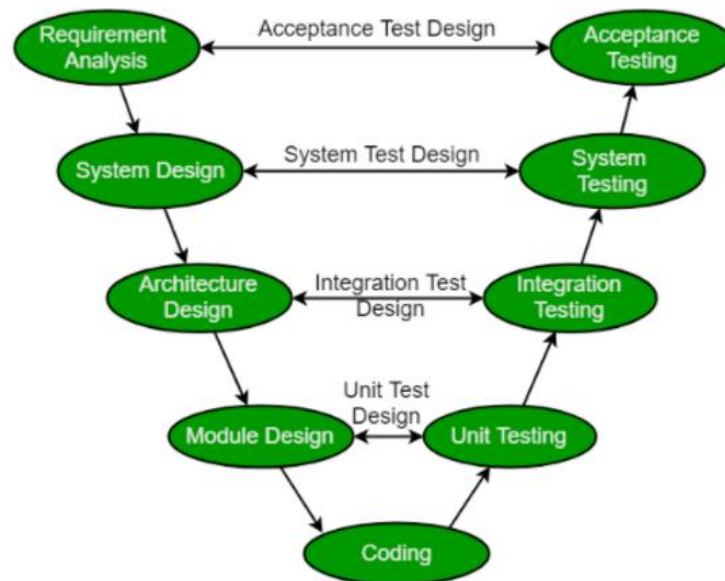 Requirement
Analysis
Acceptance Test Design
Acceptance
Testing
System Design
System Test Design
System
Testing
Architecture
Design
Integration Test
Design
Integration
Testing
Module Design
Unit Test
Design
Unit Testing
Coding